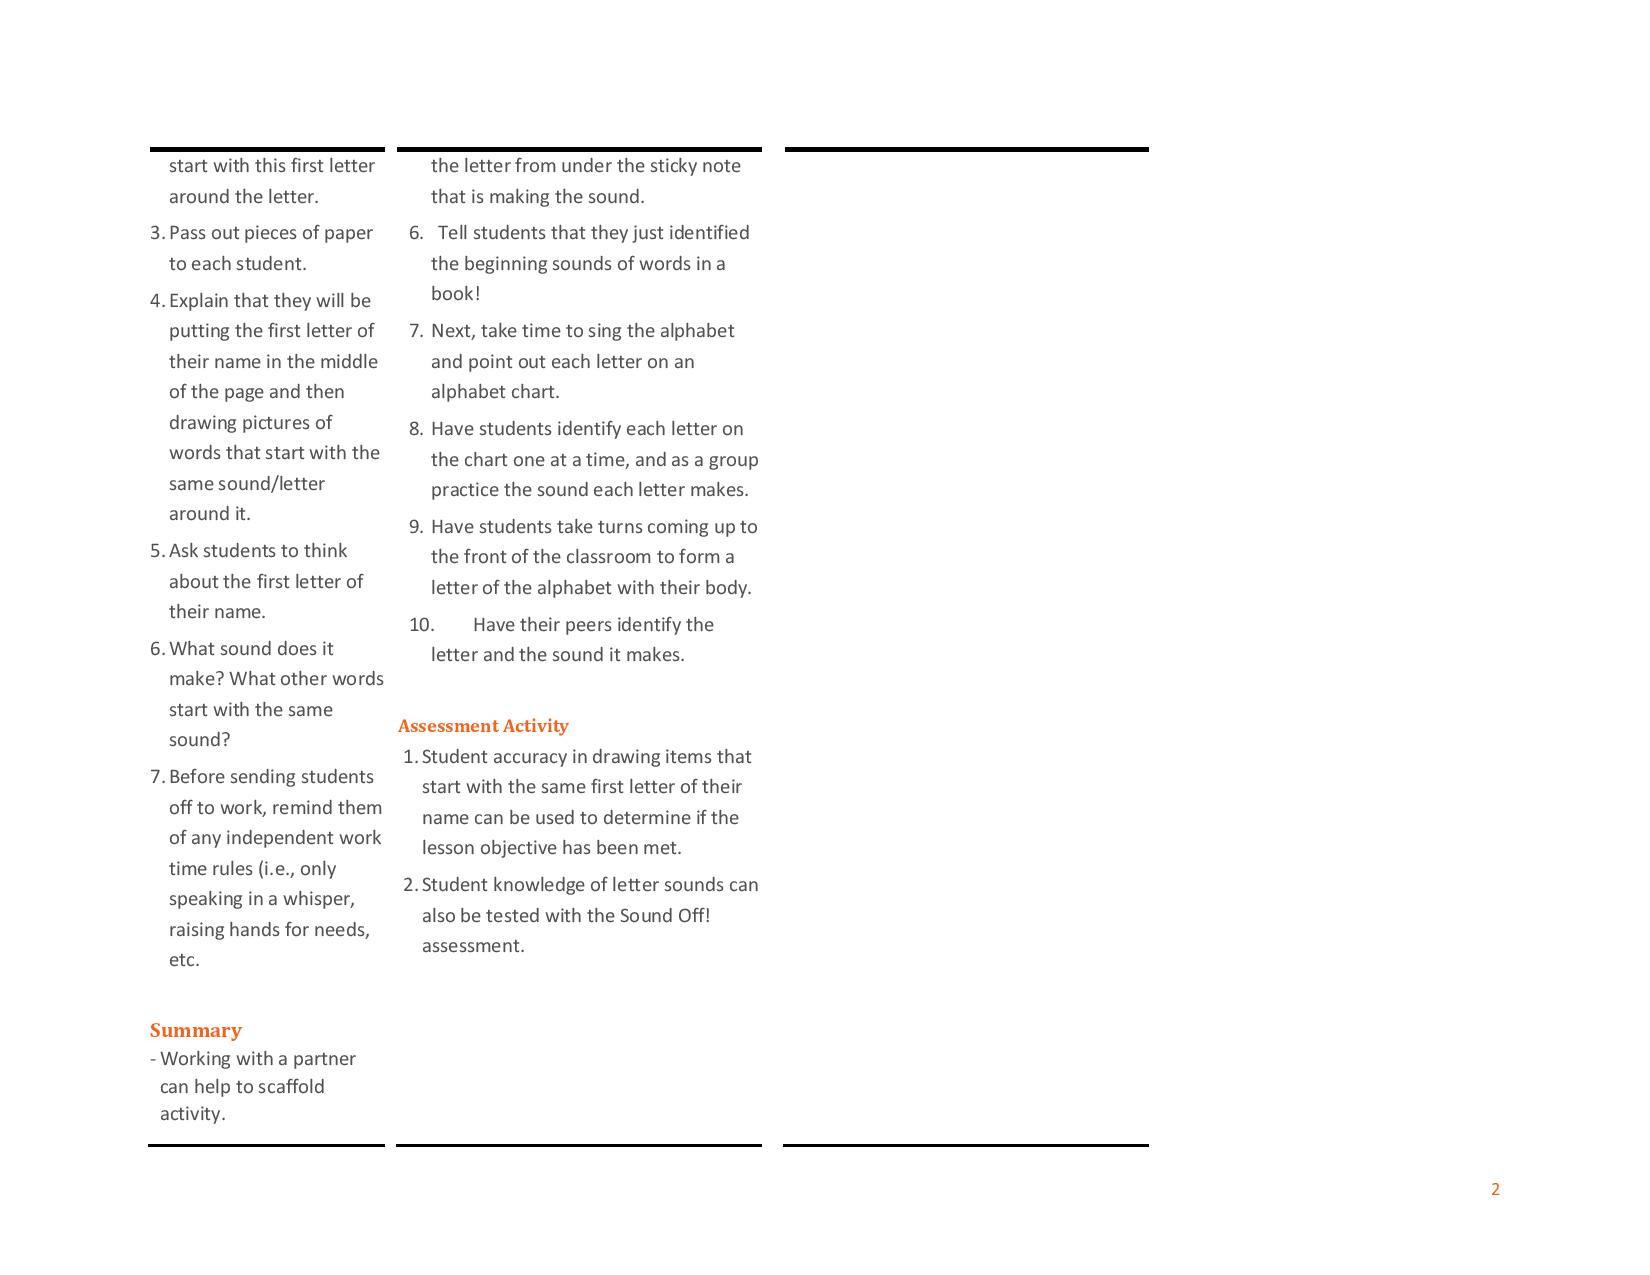 start with this first letter
around the letter.
3. Pass out pieces of paper
to each student.
4. Explain that they will be
putting the first letter of
their name in the middle
of the page and then
drawing pictures of
words that start with the
same sound/letter
around it.
5. Ask students to think
about the first letter of
their name.
6. What sound does it
make? What other words
start with the same
sound?
7. Before sending students
off to work, remind them
of any independent work
time rules (i.e., only
speaking in a whisper,
raising hands for needs,
etc.
Summary
- Working with a partner
can help to scaffold
activity.
the letter from under the sticky note
that is making the sound.
6. Tell students that they just identified
the beginning sounds of words in a
book!
7. Next, take time to sing the alphabet
and point out each letter on an
alphabet chart.
8. Have students identify each letter on
the chart one at a time, and as a group
practice the sound each letter makes.
9. Have students take turns coming up to
the front of the classroom to form a
letter of the alphabet with their body.
10. Have their peers identify the
letter and the sound it makes.
Assessment Activity
1. Student accuracy in drawing items that
start with the same first letter of their
name can be used to determine if the
lesson objective has been met.
2. Student knowledge of letter sounds can
also be tested with the Sound Off!
assessment.
2